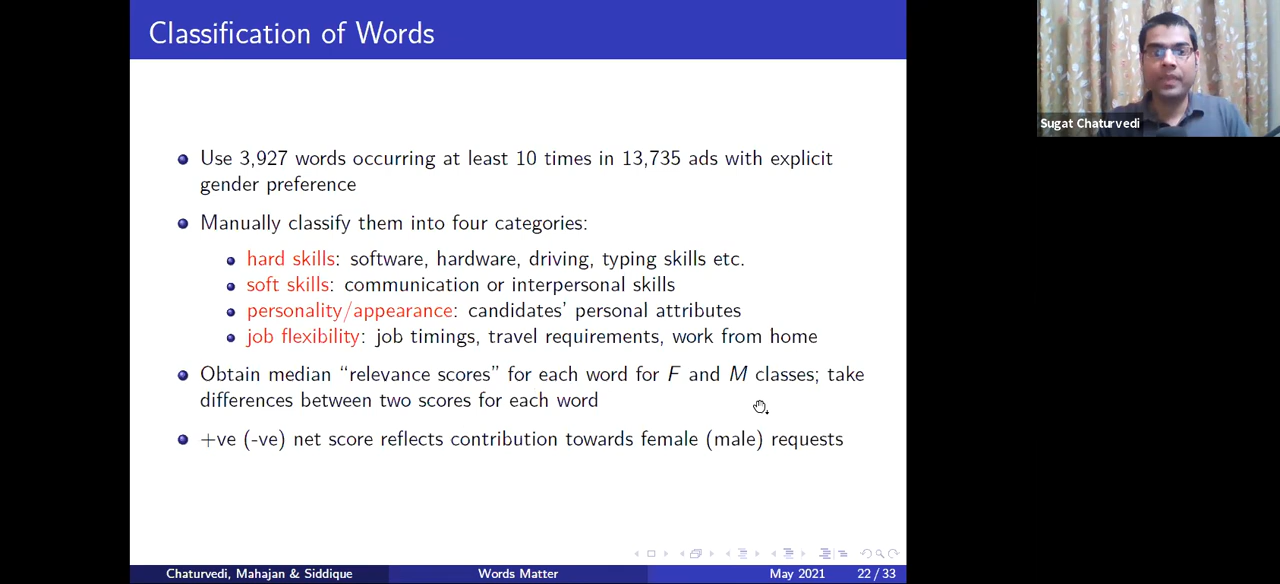 Classification of Words
Sugat Chaturvedi
Use 3,927 words occurring at least 10 times in 13,735 ads with explicit
gender preference
Manually classify them into four categories:
hard skills: software, hardware, driving, typing skills etc.
soft skills: communication or interpersonal skills
personality/appearance: candidates' personal attributes
job flexibility: job timings, travel requirements, work from home
Obtain median “relevance scores” for each word for F and M classes; take
differences between two scores for each word
+ve (-ve) net score reflects contribution towards female (male) requests
Chaturvedi, Mahajan & Siddique Words Matter May 2021 22 / 33